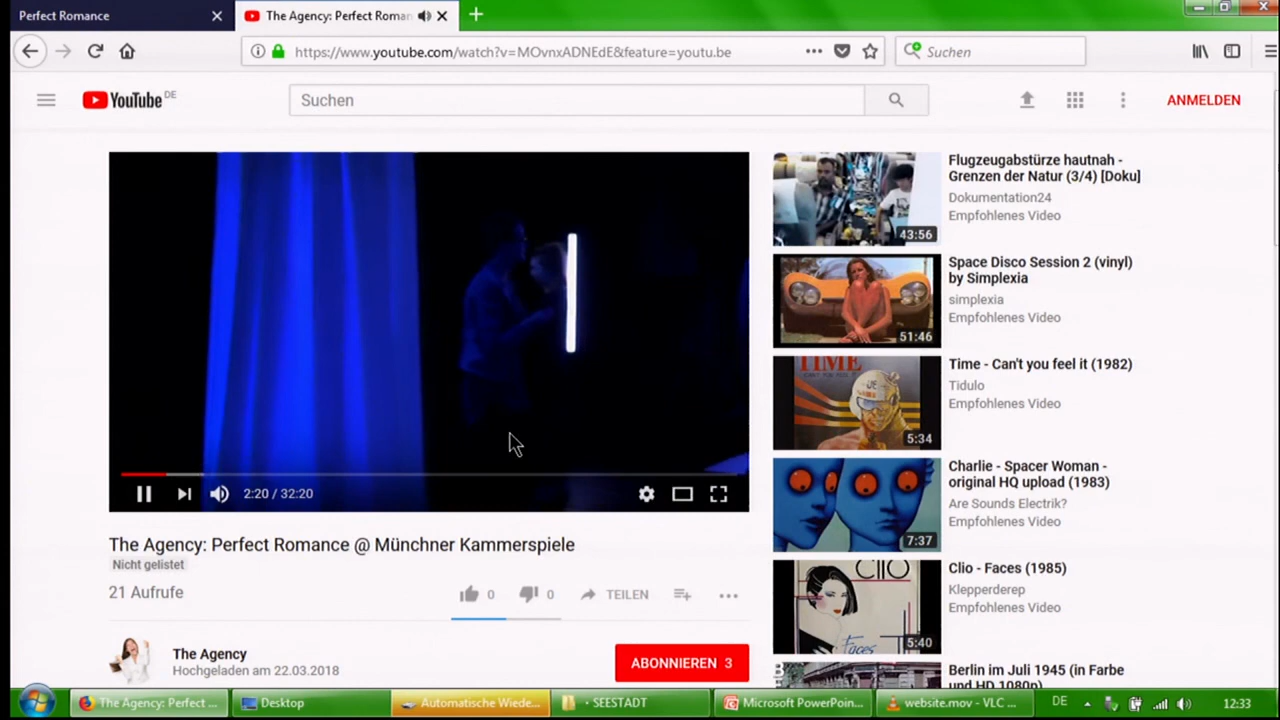 Perfect Romance
The Agency: Perfect Roman
https://www.youtube.com/watch?v=MOvnxADNEdE&feature=youtu.be
Suchen
YouTube DE
Suchen
ANMELDEN
2:20 / 32:20
The Agency: Perfect Romance @ Münchner Kammerspiele
Nicht gelistet
21 Aufrufe
0
0
TEILEN
The Agency
Hochgeladen am 22.03.2018
ABONNIEREN 3
43:56
Flugzeugabstürze hautnah -
Grenzen der Natur (3/4) [Doku]
Dokumentation24
Empfohlenes Video
51:46
Space Disco Session 2 (vinyl)
by Simplexia
simplexia
Empfohlenes Video
TIME
5:34
Time - Can't you feel it (1982)
Tidulo
Empfohlenes Video
7:37
Charlie - Spacer Woman -
original HQ upload (1983)
Are Sounds Electrik?
Empfohlenes Video
CLIO
Faces
5:40
Clio - Faces (1985)
Klepperderep
Empfohlenes Video
Berlin im Juli 1945 (in Farbe
und HD 1080p)
The Agency: Perfect ...
Desktop
Automatische Wiede...
SEESTADT
Microsoft PowerPoin...
website.mov - VLC ...
DE
12:33